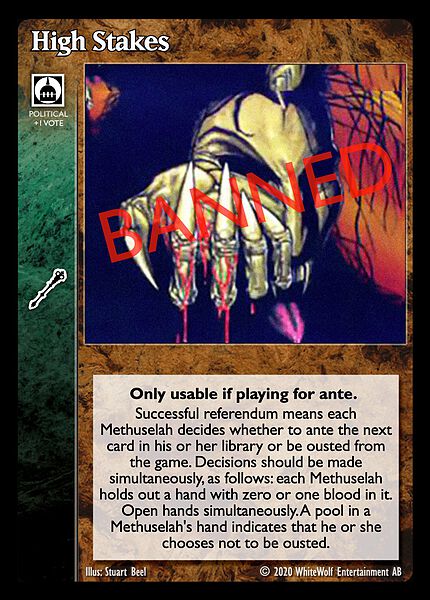 High Stakes
POLITICAL
+1 VOTE
BANNED
Only usable if playing for ante.
Successful referendum means each
Methuselah decides whether to ante the next
card in his or her library or be ousted from
the game. Decisions should be made
simultaneously, as follows: each Methuselah
holds out a hand with zero or one blood in it.
Open hands simultaneously. A pool in a
Methuselah's hand indicates that he or she
chooses not to be ousted.
Illus: Stuart Beel © 2020 WhiteWolf Entertainment AB